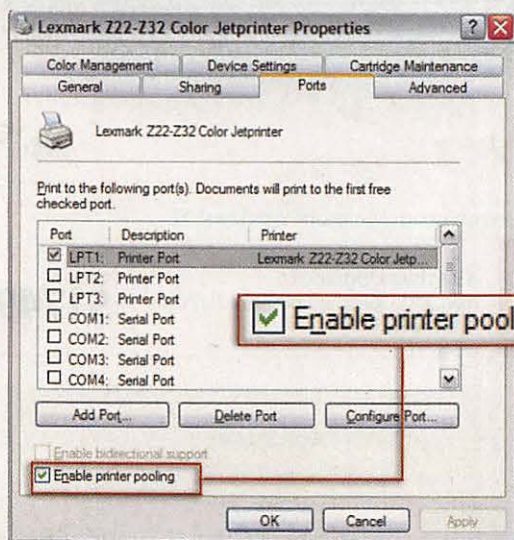 Lexmark Z22-Z32 Color Jetprinter Properties
Color Management Device Settings Cartridge Maintenance
General Sharing Ports Advanced
Lexmark Z22-Z32 Color Jetprinter
Print to the following port(s). Documents will print to the first free
checked port.
Port Description Printer
LPT1: Printer Port Lexmark Z22-Z32 Color Jetp...
LPT2: Printer Port
LPT3: Printer Port
COM1: Serial Port
Enable printer pool
COM2: Serial Port
COM3: Serial Port
COM4: Serial Port
Add Port... Delete Port Configure Port...
Enable bidirectional support
Enable printer pooling
OK Cancel Apply